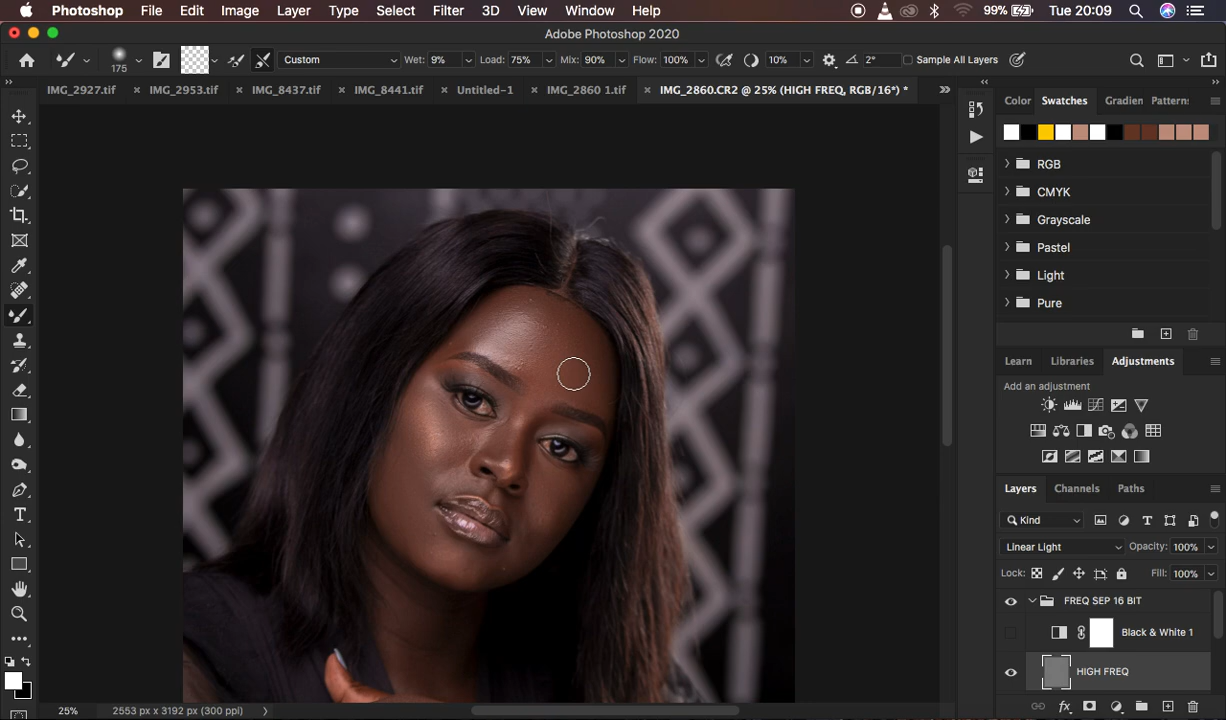 Photoshop File Edit Image Layer Type Select Filter 3D View Window Help 99% Tue 20:09
Adobe Photoshop 2020
175 Custom Wet: 9% Load: 75% Mix: 90% Flow: 100% 10% 2° Sample All Layers
IMG_2927.tif IMG_2953.tif IMG_8437.tif IMG_8441.tif Untitled-1 IMG_2860 1.tif IMG_2860.CR2 @ 25% (HIGH FREQ, RGB/16*) *
Color Swatches Gradien Patterns
RGB
CMYK
Grayscale
Pastel
Light
Pure
Learn Libraries Adjustments
Add an adjustment
Layers Channels Paths
Kind
Linear Light Opacity: 100%
Lock: Fill: 100%
FREQ SEP 16 BIT
Black & White 1
HIGH FREQ
25% 2553 px x 3192 px (300 ppi)